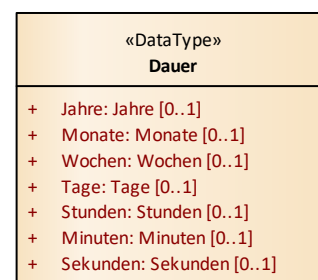 «DataType»
Dauer
+ Jahre: Jahre [0..1]
+ Monate: Monate [0..1]
+ Wochen: Wochen [0..1]
+ Tage: Tage [0..1]
+ Stunden: Stunden [0..1]
+ Minuten: Minuten [0..1]
+ Sekunden: Sekunden [0..1]